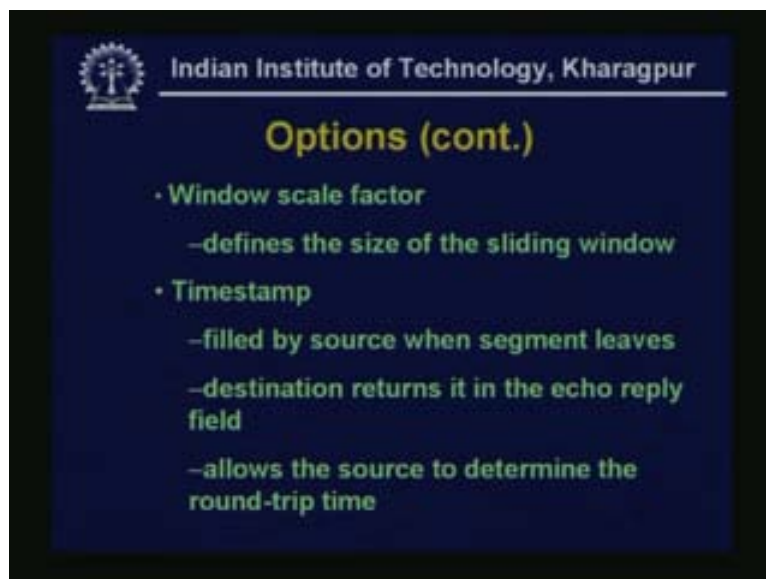 Indian Institute of Technology, Kharagpur
Options (cont.)
• Window scale factor
–defines the size of the sliding window
• Timestamp
–filled by source when segment leaves
–destination returns it in the echo reply
field
–allows the source to determine the
round-trip time